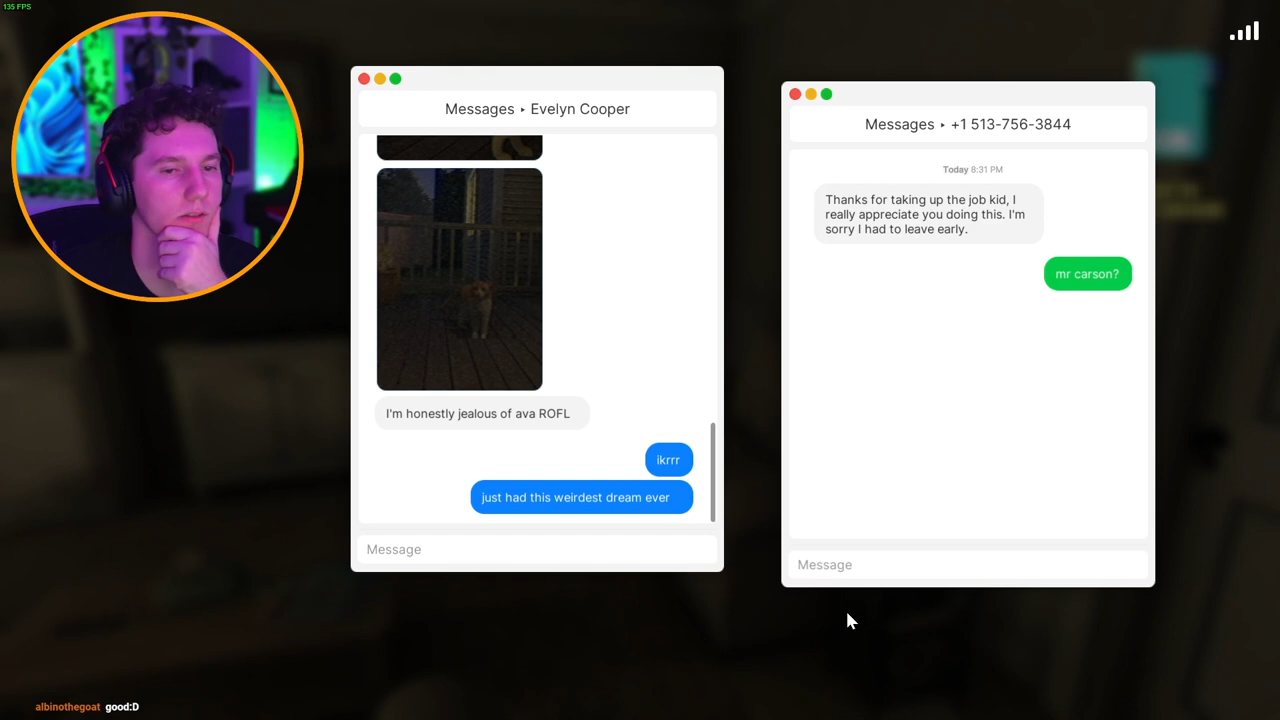 135 FPS
Messages ▸ Evelyn Cooper
I'm honestly jealous of ava ROFL
ikrrr
just had this weirdest dream ever
Message
Messages ▸ +1 513-756-3844
Today 8:31 PM
Thanks for taking up the job kid, I
really appreciate you doing this. I'm
sorry I had to leave early.
mr carson?
Message
albinothegoat good:D